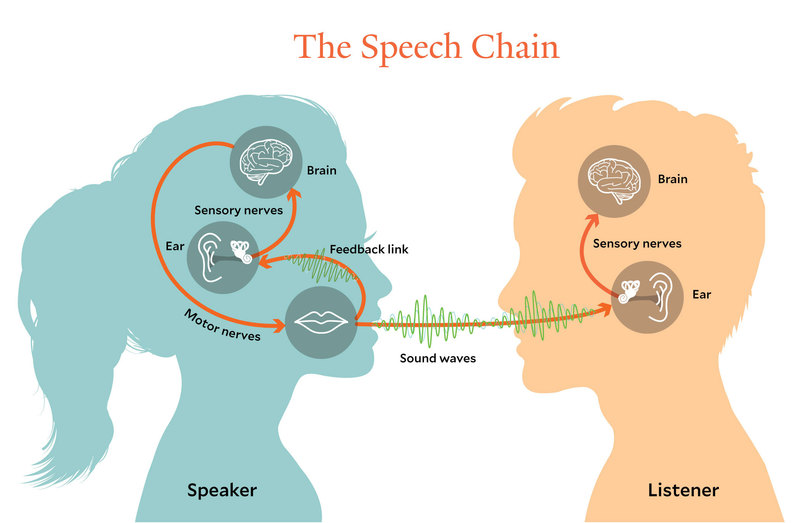 The Speech Chain
Brain
Sensory nerves
Ear
Feedback link
Motor nerves
Sound waves
Speaker
Brain
Sensory nerves
Ear
Listener